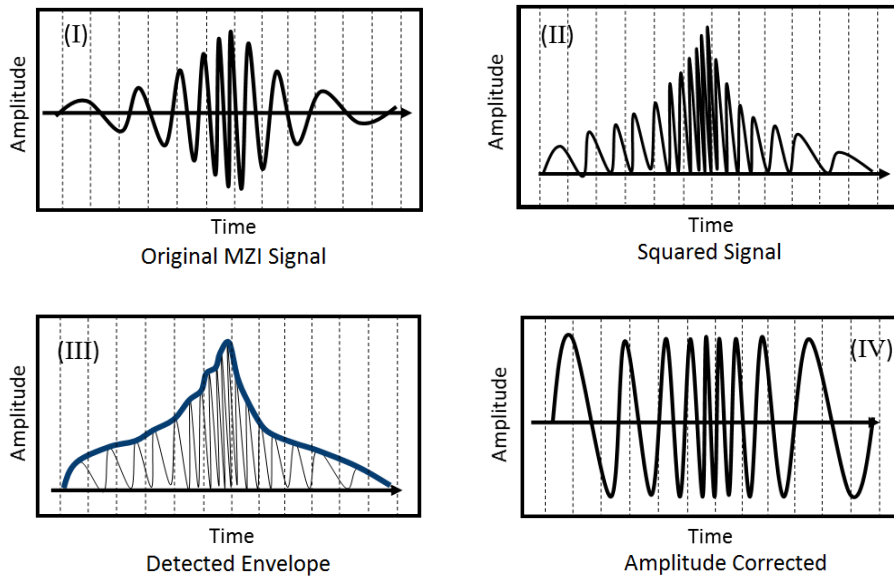 (I)
Amplitude
Time
Original MZI Signal
(II)
Amplitude
Time
Squared Signal
(III)
Amplitude
Time
Detected Envelope
(IV)
Amplitude
Time
Amplitude Corrected